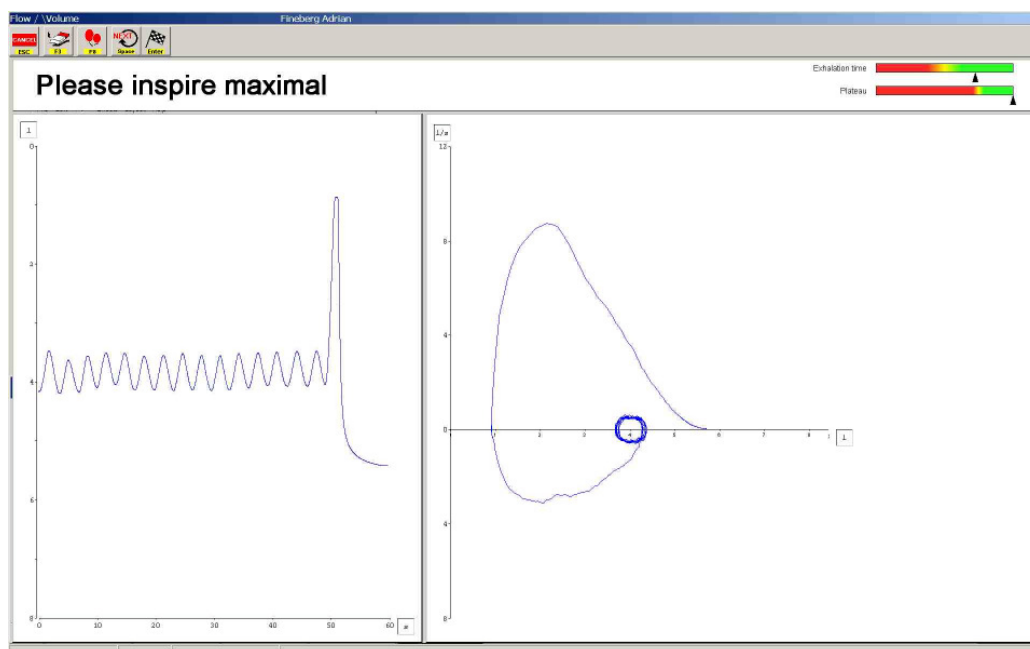 Flow / \Volume Fineberg Adrian
CANCEL
NEXT
ESC F3 F8 Space Enter
Please inspire maximal
Exhalation time
Plateau
l
0
2
4
6
8
0 10 20 30 40 50 60 s
l/s
12
8
4
0
4
8
1 1 2 3 4 5 6 7 8 l